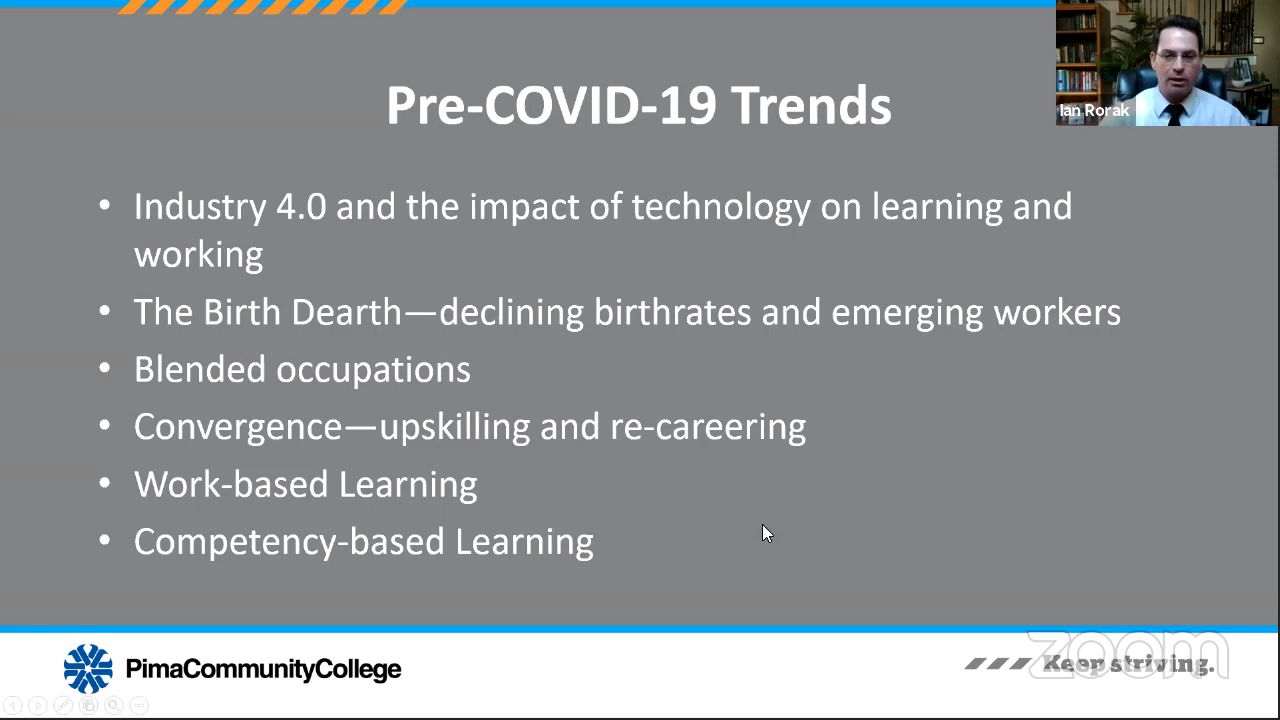 Pre-COVID-19 Trends
Ian Rorak
• Industry 4.0 and the impact of technology on learning and
working
• The Birth Dearth—declining birthrates and emerging workers
• Blended occupations
• Convergence—upskilling and re-careering
• Work-based Learning
• Competency-based Learning
PimaCommunityCollege
Keep striving.
zoom